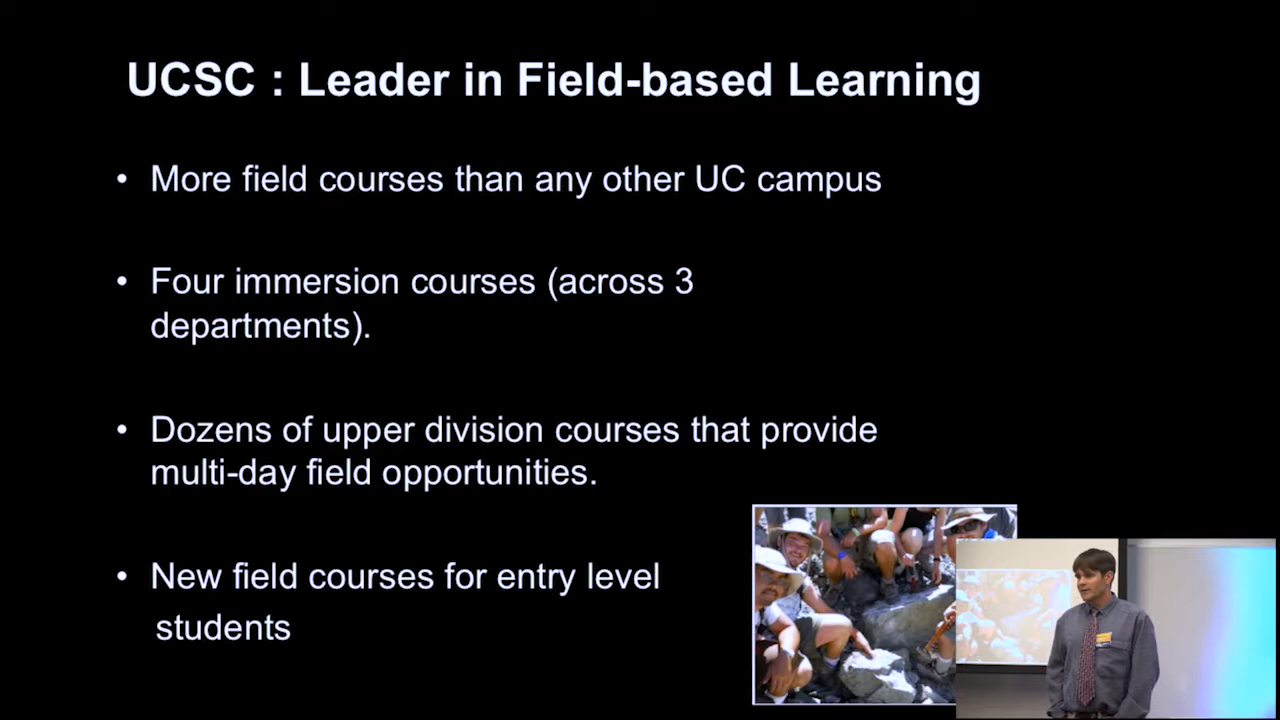 UCSC : Leader in Field-based Learning
• More field courses than any other UC campus
• Four immersion courses (across 3
departments).
• Dozens of upper division courses that provide
multi-day field opportunities.
• New field courses for entry level
students